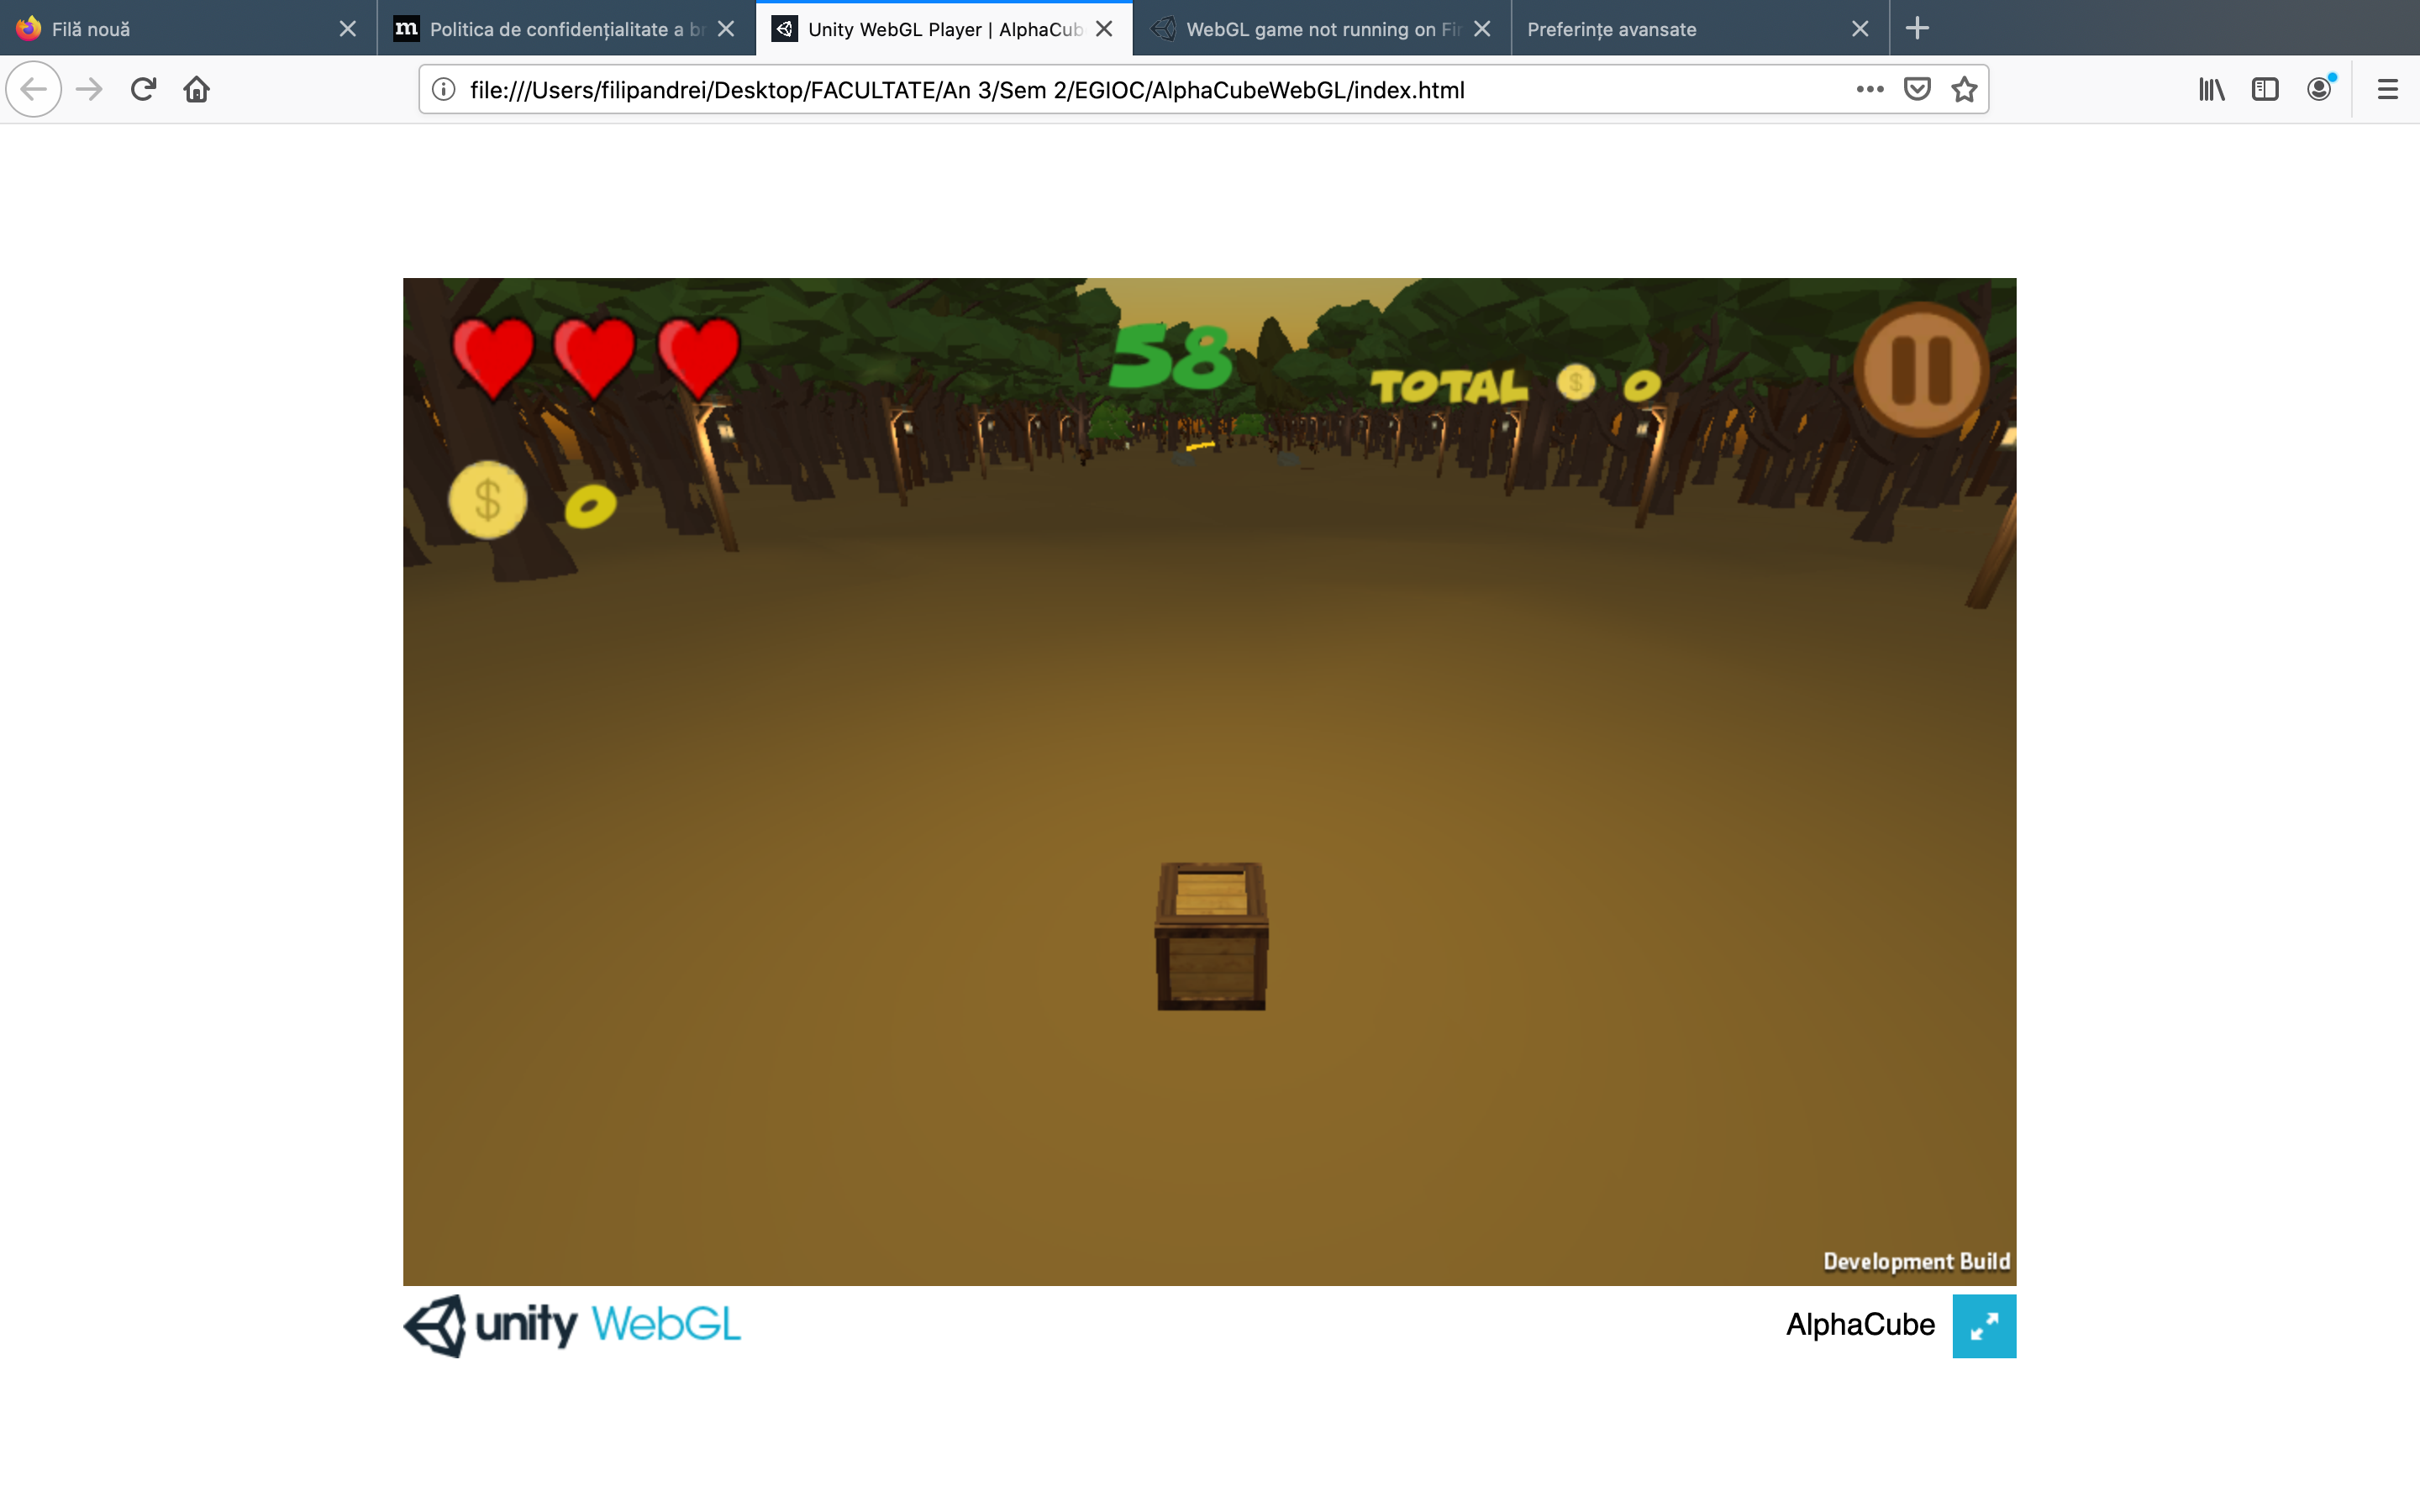 Filă nouă
Politica de confidențialitate a br
Unity WebGL Player | AlphaCub
WebGL game not running on Fir
Preferințe avansate
file:///Users/filipandrei/Desktop/FACULTATE/An 3/Sem 2/EGIOC/AlphaCubeWebGL/index.html
58
TOTAL $ 0
$ 0
Development Build
unity WebGL
AlphaCube